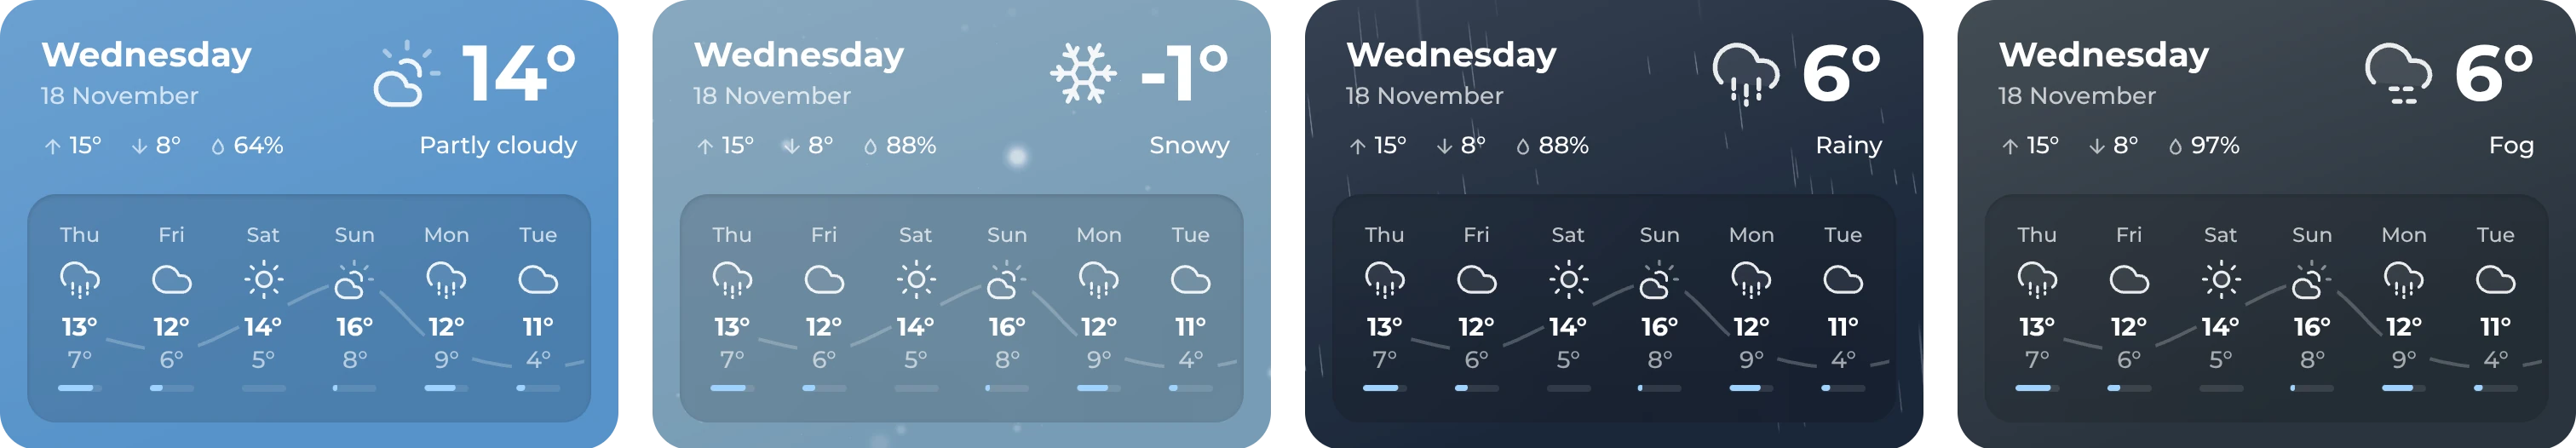 Wednesday
14°
18 November
15° 8° 64%
Partly cloudy
Thu Fri Sat Sun Mon Tue
13° 12° 14° 16° 12° 11°
7° 6° 5° 8° 9° 4°
Wednesday
-1°
18 November
15° 8° 88%
Snowy
Thu Fri Sat Sun Mon Tue
13° 12° 14° 16° 12° 11°
7° 6° 5° 8° 9° 4°
Wednesday
6°
18 November
15° 8° 88%
Rainy
Thu Fri Sat Sun Mon Tue
13° 12° 14° 16° 12° 11°
7° 6° 5° 8° 9° 4°
Wednesday
6°
18 November
15° 8° 97%
Fog
Thu Fri Sat Sun Mon Tue
13° 12° 14° 16° 12° 11°
7° 6° 5° 8° 9° 4°